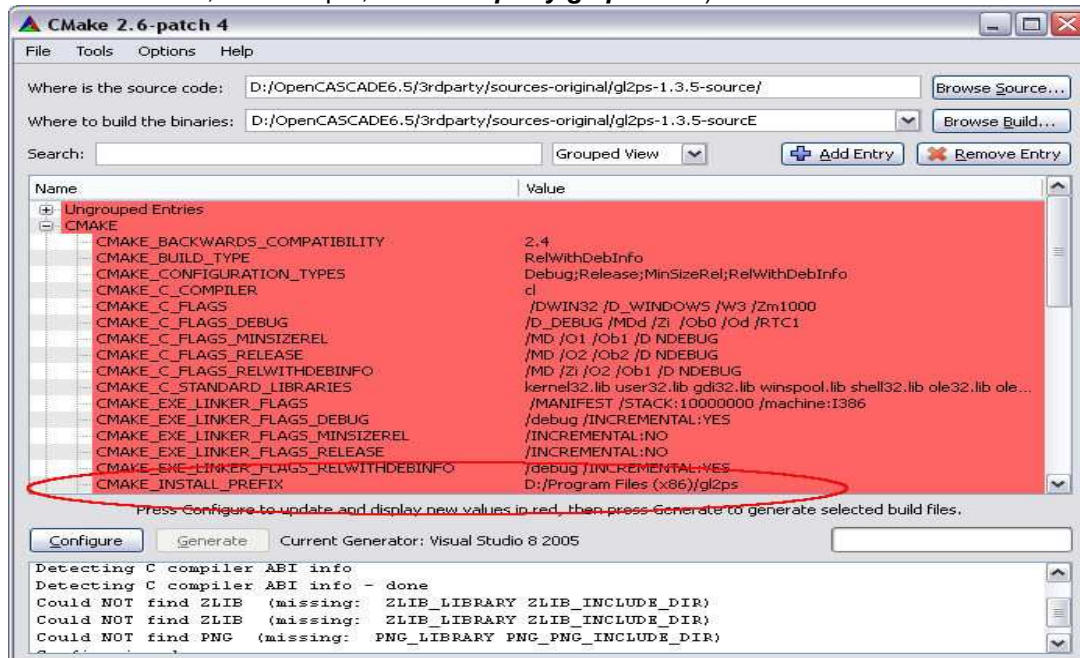 CMake 2.6-patch 4
File Tools Options Help
Where is the source code: D:/OpenCASCADE6.5/3rdparty/sources-original/gl2ps-1.3.5-source/ Browse Source...
Where to build the binaries: D:/OpenCASCADE6.5/3rdparty/sources-original/gl2ps-1.3.5-sourcE Browse Build...
Search: Grouped View Add Entry Remove Entry
Name Value
Ungrouped Entries
CMAKE
CMAKE_BACKWARDS_COMPATIBILITY 2.4
CMAKE_BUILD_TYPE RelWithDebInfo
CMAKE_CONFIGURATION_TYPES Debug;Release;MinSizeRel;RelWithDebInfo
CMAKE_C_COMPILER cl
CMAKE_C_FLAGS /DWIN32 /D_WINDOWS /W3 /Zm1000
CMAKE_C_FLAGS_DEBUG /D_DEBUG /MDd /Zi /Ob0 /Od /RTC1
CMAKE_C_FLAGS_MINSIZEREL /MD /O1 /Ob1 /D NDEBUG
CMAKE_C_FLAGS_RELEASE /MD /O2 /Ob2 /D NDEBUG
CMAKE_C_FLAGS_RELWITHDEBINFO /MD /Zi /O2 /Ob1 /D NDEBUG
CMAKE_C_STANDARD_LIBRARIES kernel32.lib user32.lib gdi32.lib winspool.lib shell32.lib ole32.lib ole...
CMAKE_EXE_LINKER_FLAGS /MANIFEST /STACK:10000000 /machine:I386
CMAKE_EXE_LINKER_FLAGS_DEBUG /debug /INCREMENTAL:YES
CMAKE_EXE_LINKER_FLAGS_MINSIZEREL /INCREMENTAL:NO
CMAKE_EXE_LINKER_FLAGS_RELEASE /INCREMENTAL:NO
CMAKE_EXE_LINKER_FLAGS_RELWITHDEBINFO /debug /INCREMENTAL:YES
CMAKE_INSTALL_PREFIX D:/Program Files (x86)/gl2ps
Press Configure to update and display new values in red, then press Generate to generate selected build files.
Configure Generate Current Generator: Visual Studio 8 2005
Detecting C compiler ABI info
Detecting C compiler ABI info - done
Could NOT find ZLIB (missing: ZLIB_LIBRARY ZLIB_INCLUDE_DIR)
Could NOT find ZLIB (missing: ZLIB_LIBRARY ZLIB_INCLUDE_DIR)
Could NOT find PNG (missing: PNG_LIBRARY PNG_PNG_INCLUDE_DIR)